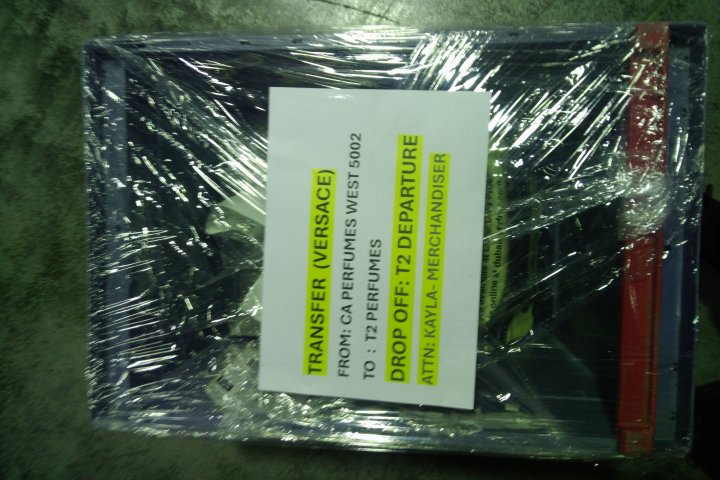 TRANSFER (VERSACE)
FROM: CA PERFUMES WEST 5002
TO : T2 PERFUMES
DROP OFF: T2 DEPARTURE
ATTN: KAYLA- MERCHANDISER